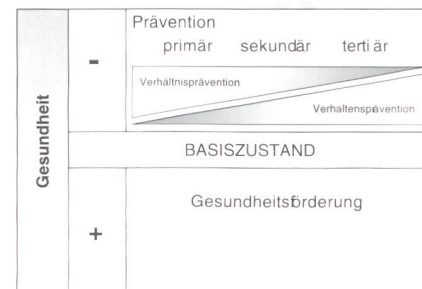 Prävention
primär sekundär tertiär
-
Verhältnisprävention
Verhaltensprävention
Gesundheit
BASISZUSTAND
Gesundheitsförderung
+